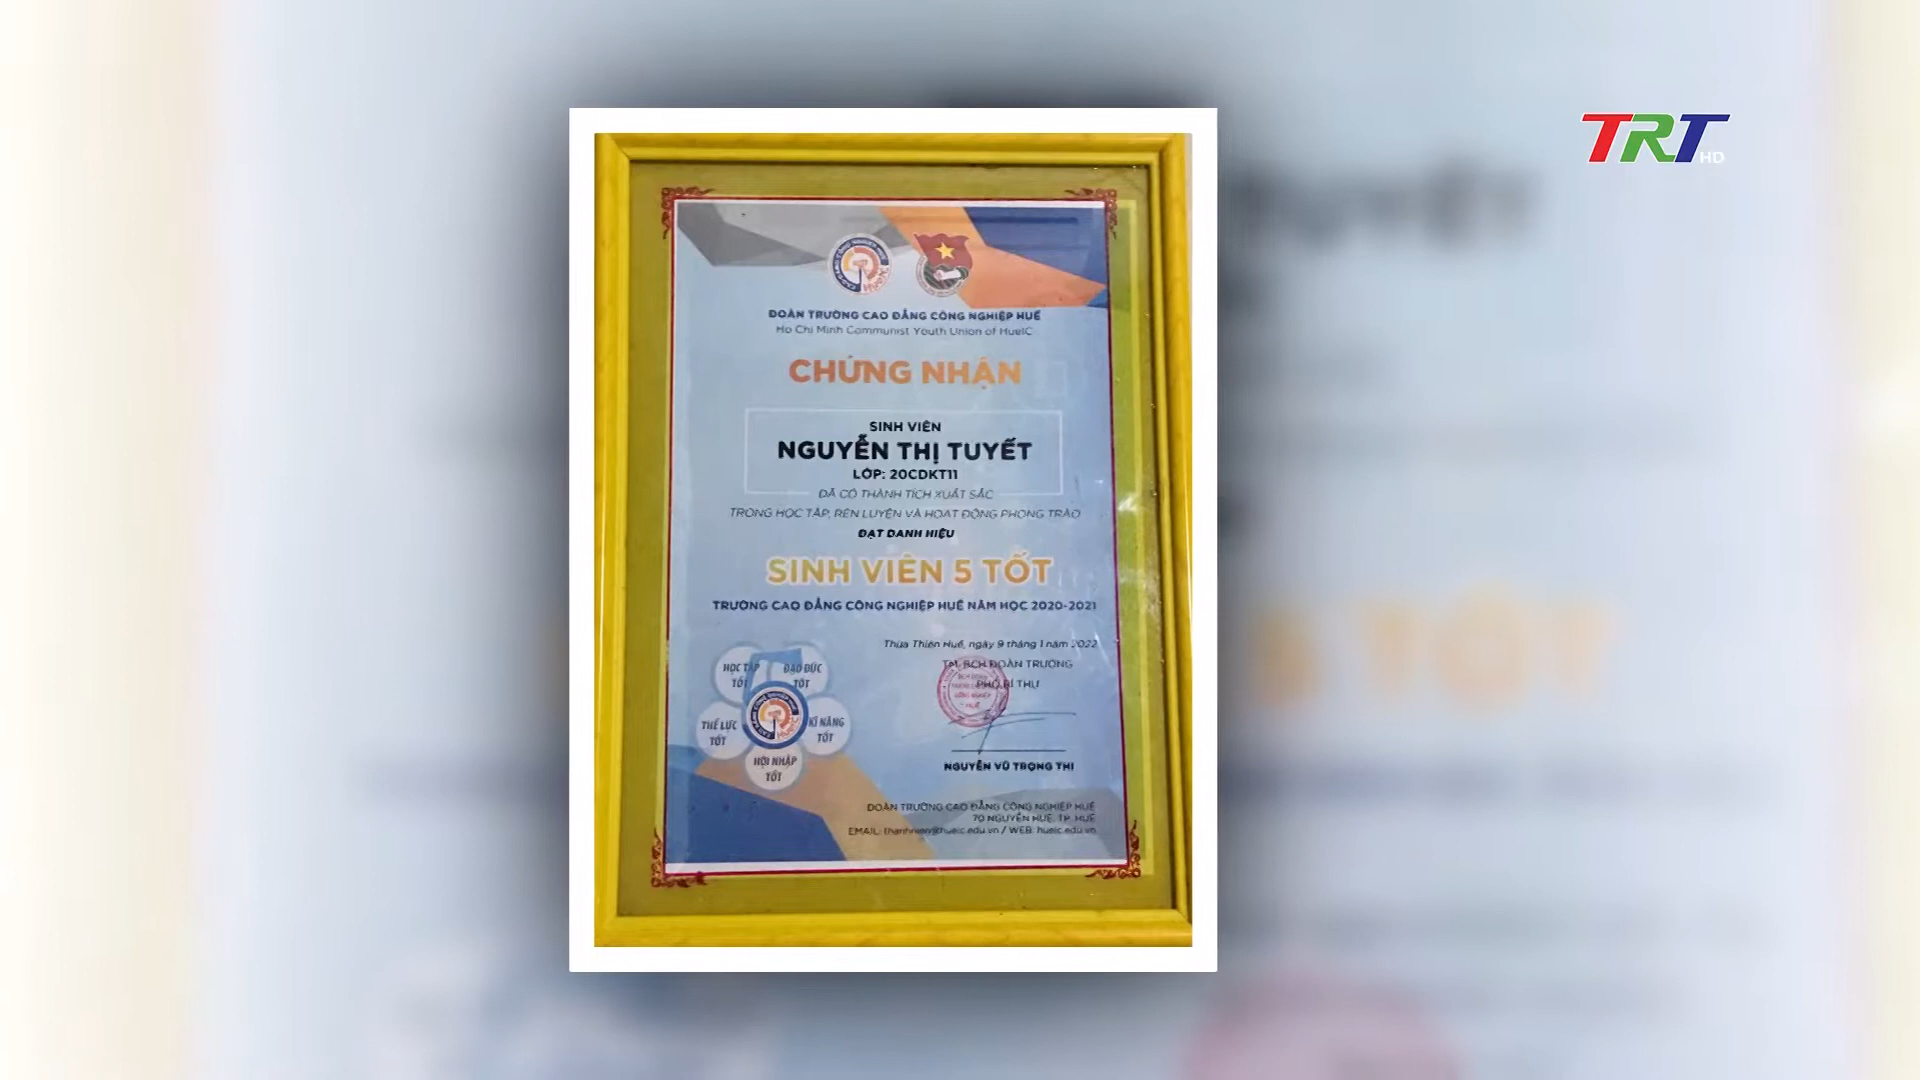 TRT HD
ĐOÀN TRƯỜNG CAO ĐẲNG CÔNG NGHIỆP HUẾ
Ho Chi Minh Communist Youth Union of HueIC
CHỨNG NHẬN
SINH VIÊN
NGUYỄN THỊ TUYẾT
LỚP: 20CDKT11
ĐÃ CÓ THÀNH TÍCH XUẤT SẮC
TRONG HỌC TẬP, RÈN LUYỆN VÀ HOẠT ĐỘNG PHONG TRÀO
ĐẠT DANH HIỆU
SINH VIÊN 5 TỐT
TRƯỜNG CAO ĐẲNG CÔNG NGHIỆP HUẾ NĂM HỌC 2020-2021
Thừa Thiên Huế, ngày 9 tháng 1 năm 2022
TM. BCH ĐOÀN TRƯỜNG
PHÓ BÍ THƯ
HỌC TẬP TỐT
ĐẠO ĐỨC TỐT
THỂ LỰC TỐT
KĨ NĂNG TỐT
HỘI NHẬP TỐT
NGUYỄN VŨ TRỌNG THI
ĐOÀN TRƯỜNG CAO ĐẲNG CÔNG NGHIỆP HUẾ
70 NGUYỄN HUỆ, TP. HUẾ
EMAIL: thanhnien@hueic.edu.vn / WEB: hueic.edu.vn